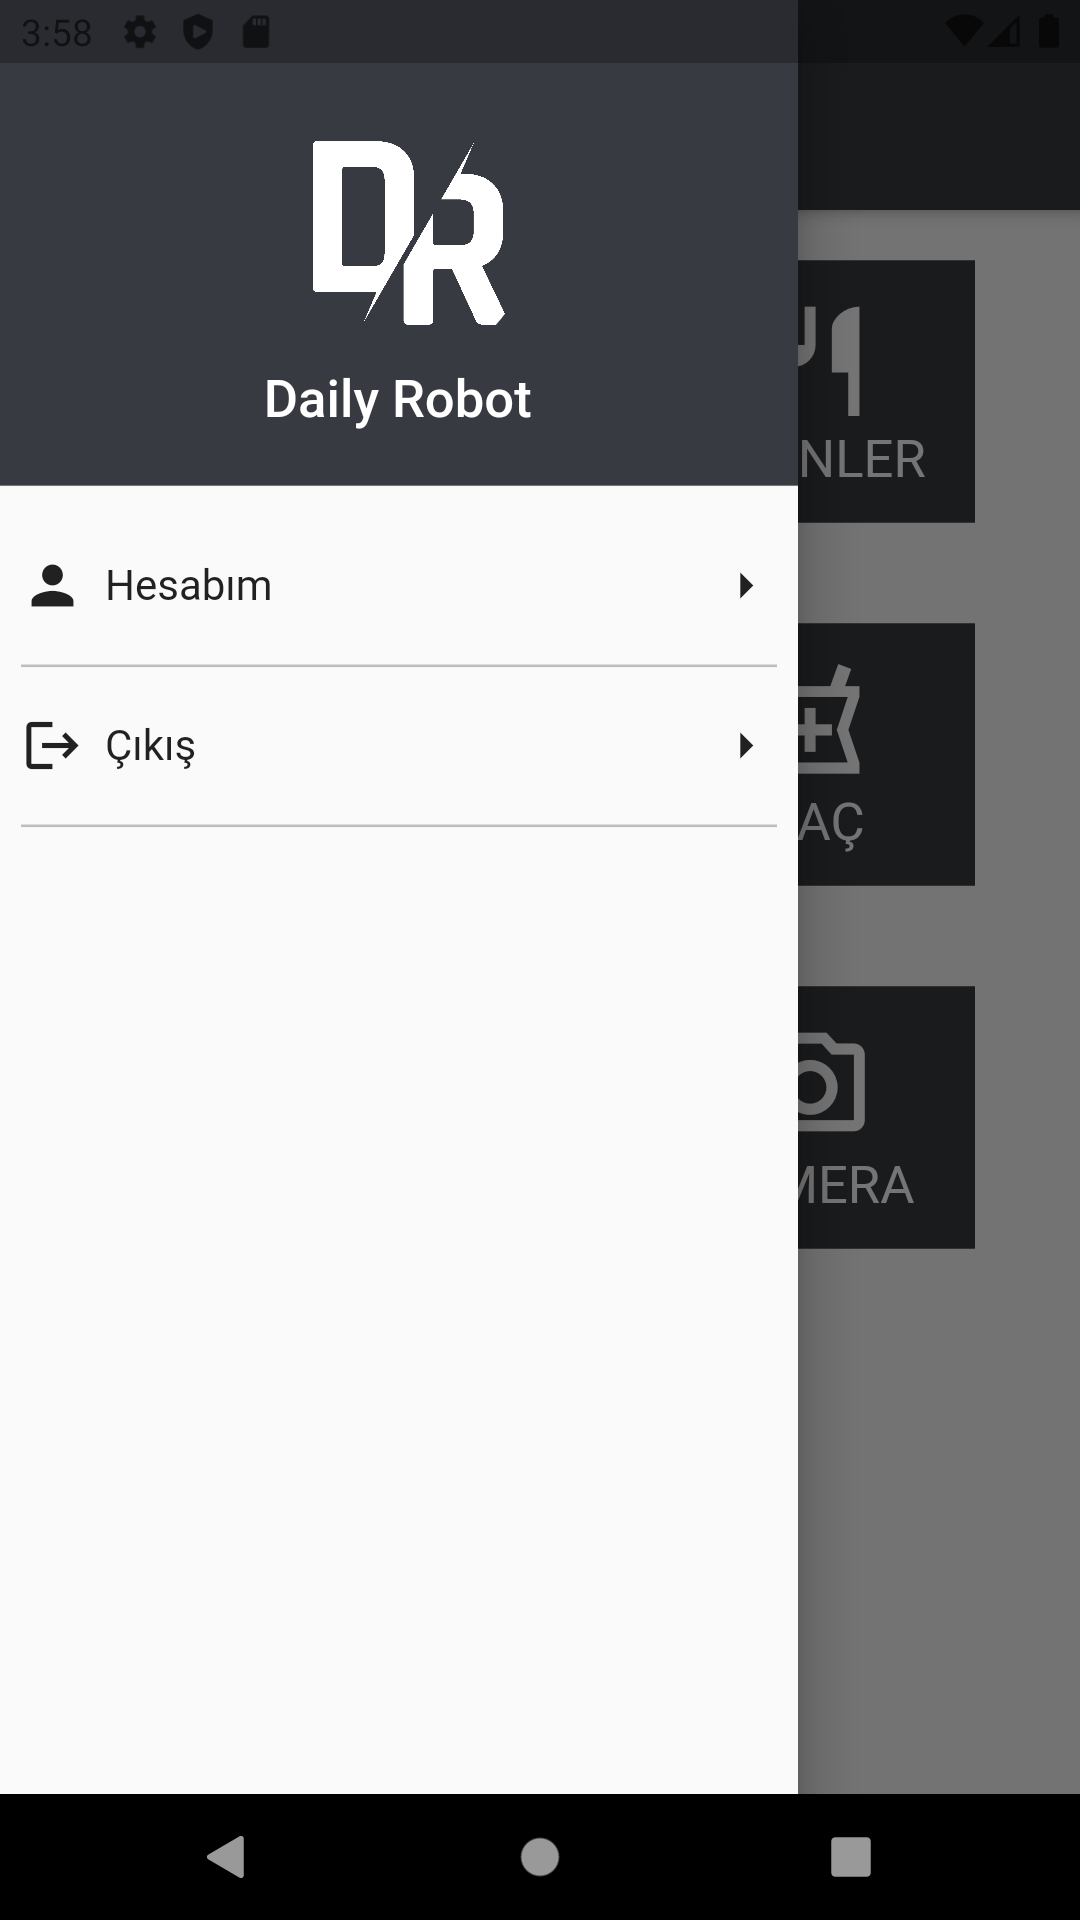 3:58
DR
Daily Robot
NLER
Hesabım
Çıkış
AÇ
MERA